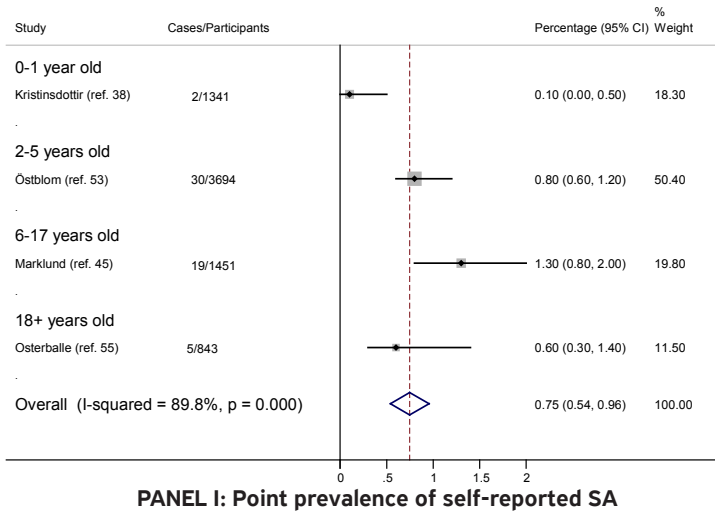 %
Study Cases/Participants Percentage (95% CI) Weight
0-1 year old
Kristinsdottir (ref. 38) 2/1341 0.10 (0.00, 0.50) 18.30
.
2-5 years old
Östblom (ref. 53) 30/3694 0.80 (0.60, 1.20) 50.40
.
6-17 years old
Marklund (ref. 45) 19/1451 1.30 (0.80, 2.00) 19.80
.
18+ years old
Osterballe (ref. 55) 5/843 0.60 (0.30, 1.40) 11.50
.
Overall (I-squared = 89.8%, p = 0.000) 0.75 (0.54, 0.96) 100.00
0 .5 1 1.5 2
PANEL I: Point prevalence of self-reported SA